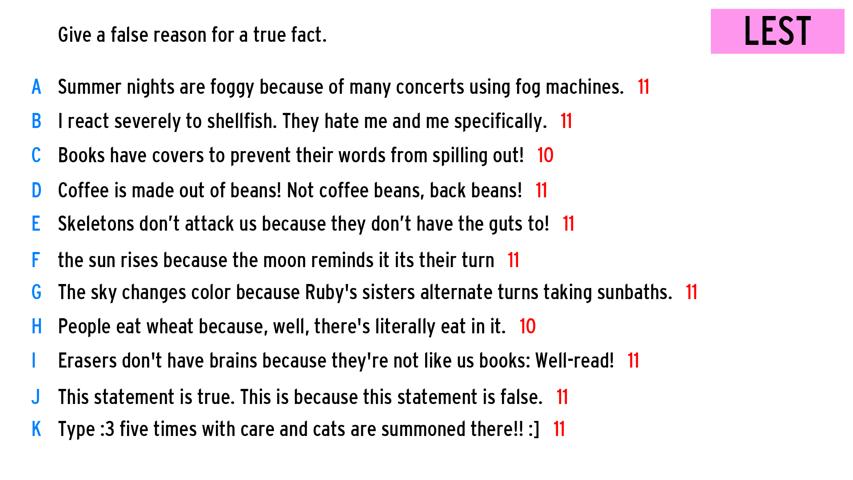 Give a false reason for a true fact.
LEST
A Summer nights are foggy because of many concerts using fog machines. 11
B I react severely to shellfish. They hate me and me specifically. 11
C Books have covers to prevent their words from spilling out! 10
D Coffee is made out of beans! Not coffee beans, back beans! 11
E Skeletons don't attack us because they don't have the guts to! 11
F the sun rises because the moon reminds it its their turn 11
G The sky changes color because Ruby's sisters alternate turns taking sunbaths. 11
H People eat wheat because, well, there's literally eat in it. 10
I Erasers don't have brains because they're not like us books: Well-read! 11
J This statement is true. This is because this statement is false. 11
K Type :3 five times with care and cats are summoned there!! :] 11